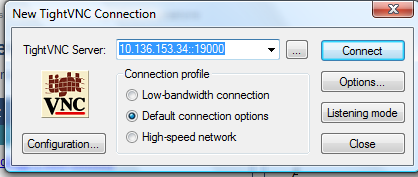 New TightVNC Connection
TightVNC Server: 10.136.153.34::19000 ... Connect
Connection profile
Low-bandwidth connection
Default connection options
High-speed network
tight
VNC
Configuration...
Options...
Listening mode
Close